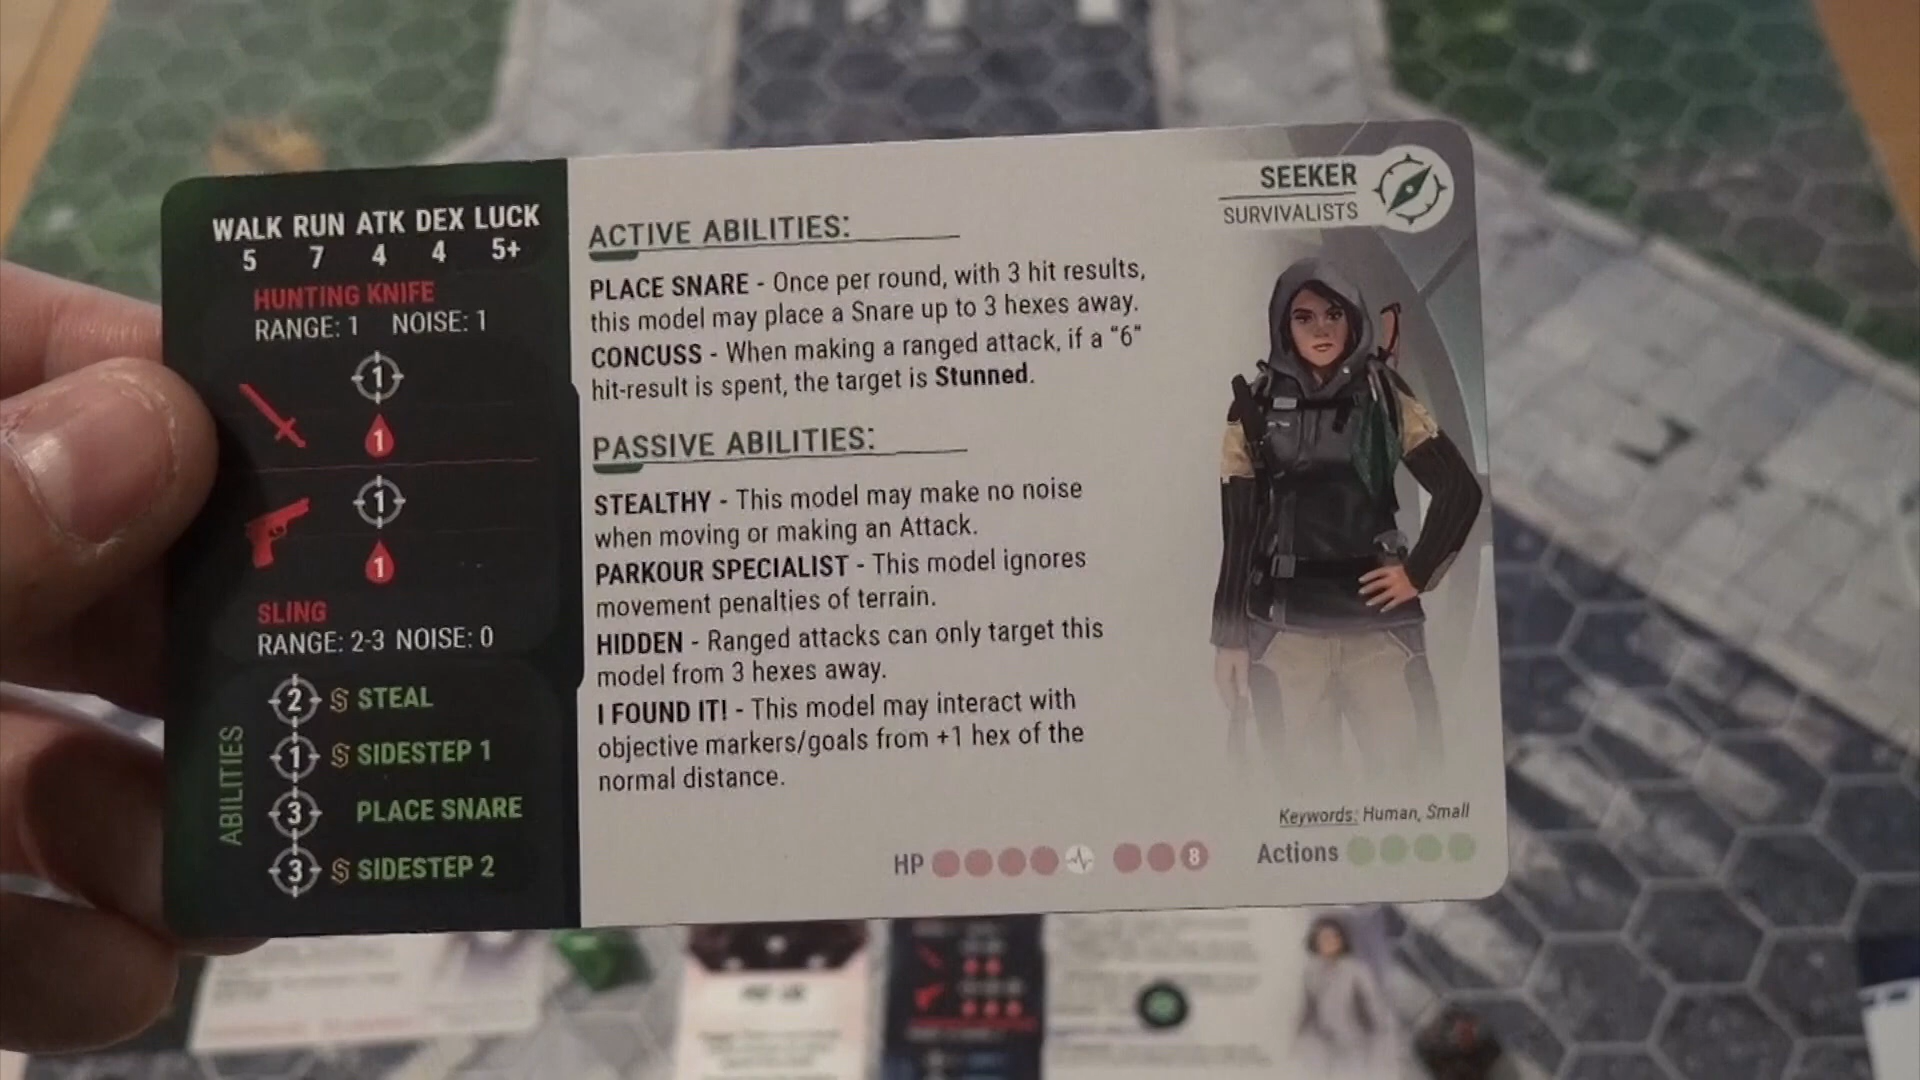 WALK RUN ATK DEX LUCK
5 7 4 4 5+
HUNTING KNIFE
RANGE: 1 NOISE: 1
1
1
1
1
SLING
RANGE: 2-3 NOISE: 0
ABILITIES
2 S STEAL
1 S SIDESTEP 1
3 PLACE SNARE
3 S SIDESTEP 2
ACTIVE ABILITIES:
PLACE SNARE - Once per round, with 3 hit results,
this model may place a Snare up to 3 hexes away.
CONCUSS - When making a ranged attack, if a "6"
hit-result is spent, the target is Stunned.
PASSIVE ABILITIES:
STEALTHY - This model may make no noise
when moving or making an Attack.
PARKOUR SPECIALIST - This model ignores
movement penalties of terrain.
HIDDEN - Ranged attacks can only target this
model from 3 hexes away.
I FOUND IT! - This model may interact with
objective markers/goals from +1 hex of the
normal distance.
SEEKER
SURVIVALISTS
Keywords: Human, Small
HP 8
Actions